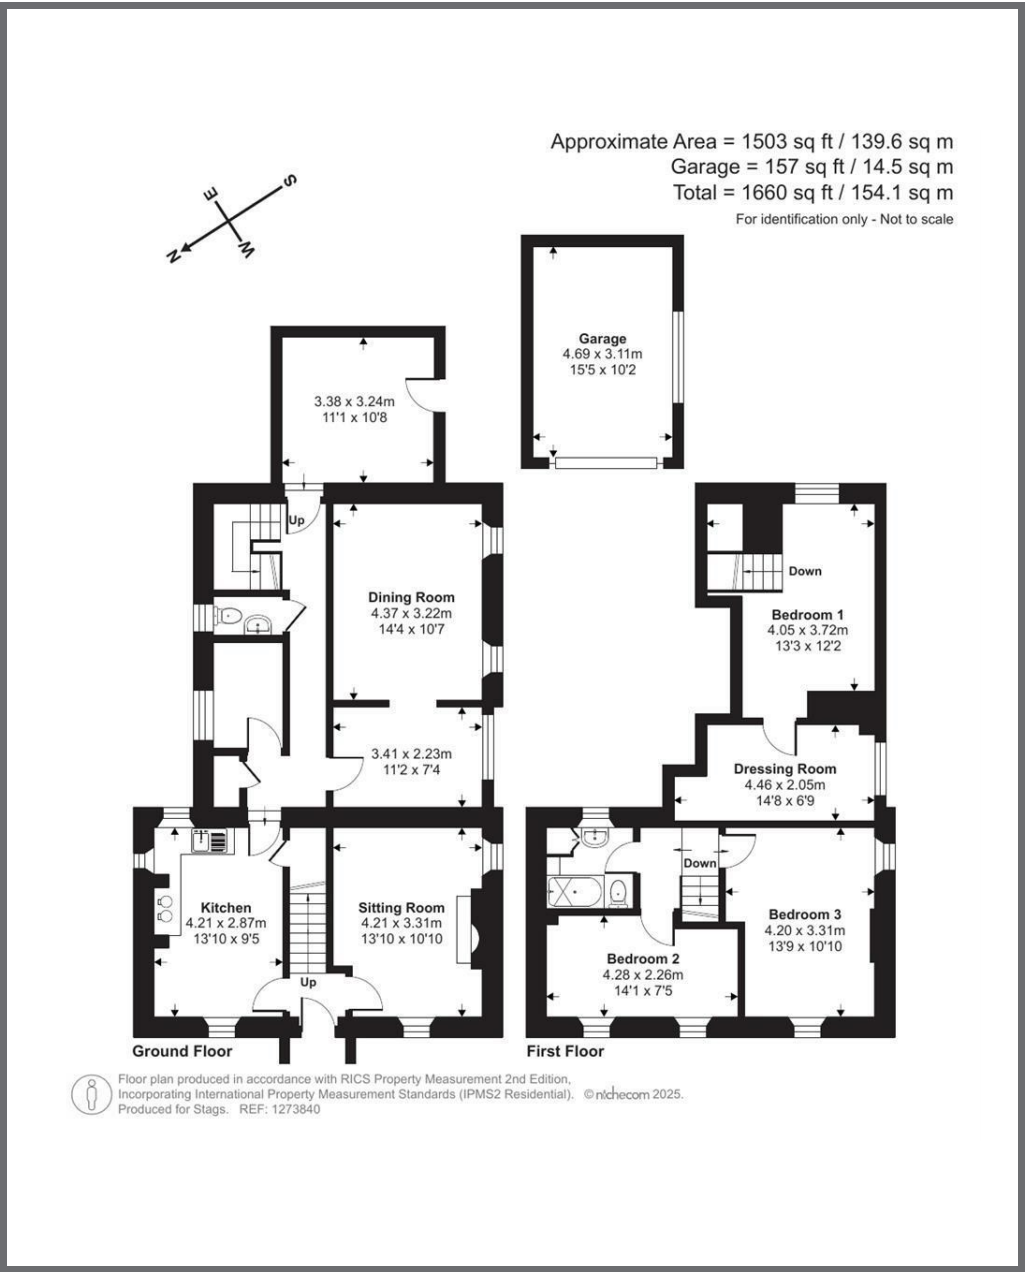 Approximate Area = 1503 sq ft / 139.6 sq m
Garage = 157 sq ft / 14.5 sq m
Total = 1660 sq ft / 154.1 sq m
For identification only - Not to scale
S
E
W
N
Garage
4.69 x 3.11m
15'5 x 10'2
3.38 x 3.24m
11'1 x 10'8
Up
Dining Room
4.37 x 3.22m
14'4 x 10'7
3.41 x 2.23m
11'2 x 7'4
Kitchen
4.21 x 2.87m
13'10 x 9'5
Sitting Room
4.21 x 3.31m
13'10 x 10'10
Up
Ground Floor
Down
Bedroom 1
4.05 x 3.72m
13'3 x 12'2
Dressing Room
4.46 x 2.05m
14'8 x 6'9
Down
Bedroom 3
4.20 x 3.31m
13'9 x 10'10
Bedroom 2
4.28 x 2.26m
14'1 x 7'5
First Floor
Floor plan produced in accordance with RICS Property Measurement 2nd Edition,
Incorporating International Property Measurement Standards (IPMS2 Residential). © nichecom 2025.
Produced for Stags. REF: 1273840